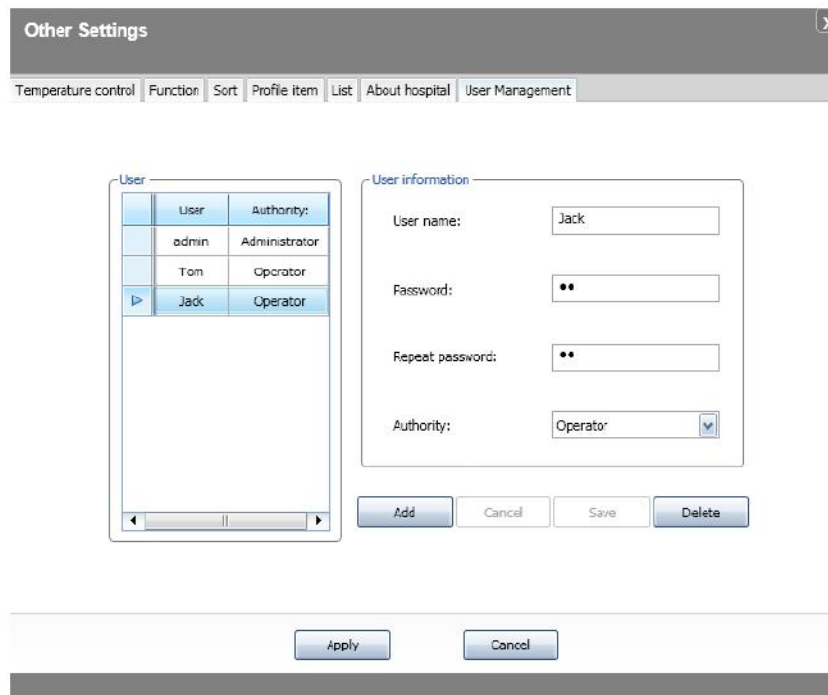 Other Settings
X
Temperature control Function Sort Profile item List About hospital User Management
User
User Authority:
admin Administrator
Tom Operator
Jack Operator
User information
User name: Jack
Password: ••
Repeat password: ••
Authority: Operator
Add Cancel Save Delete
Apply Cancel